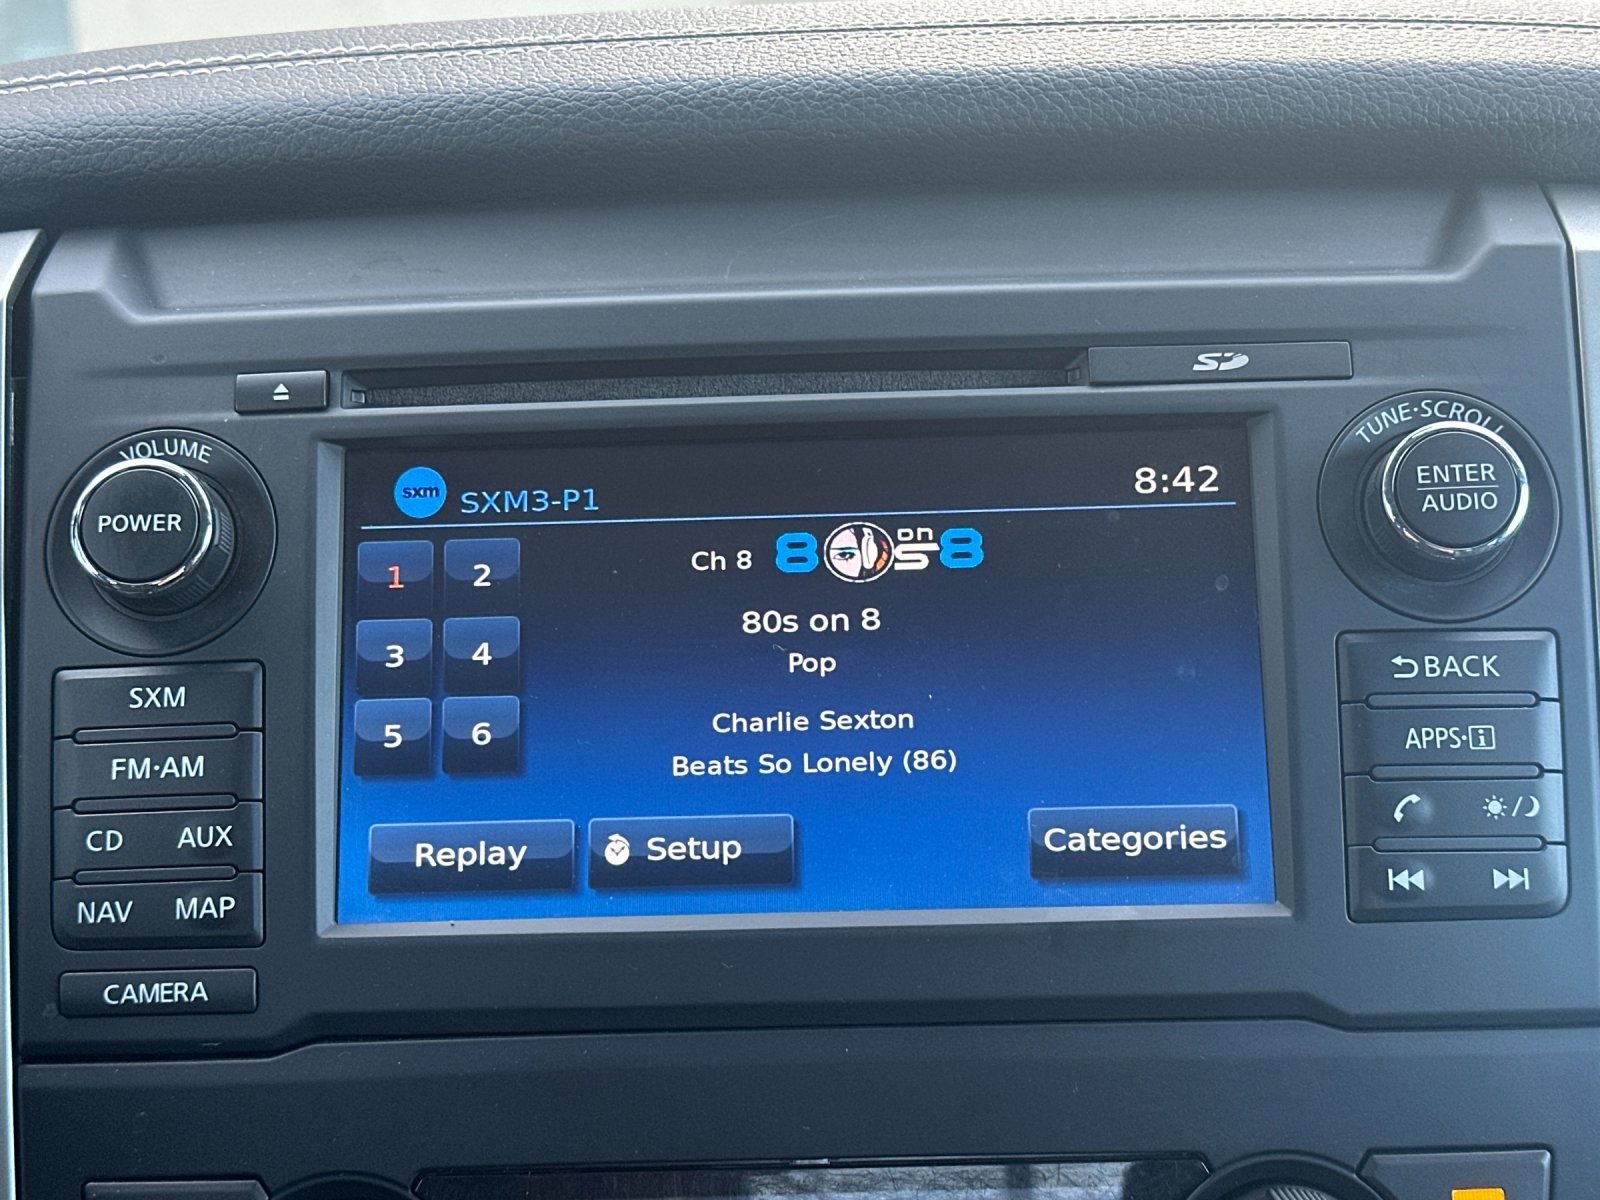 SD
VOLUME
POWER
TUNE·SCROLL
ENTER
AUDIO
sxm SXM3-P1
8:42
1 2
3 4
5 6
Ch 8 80s on 8
80s on 8
Pop
Charlie Sexton
Beats So Lonely (86)
Replay
Setup
Categories
SXM
FM·AM
CD AUX
NAV MAP
CAMERA
BACK
APPS·i